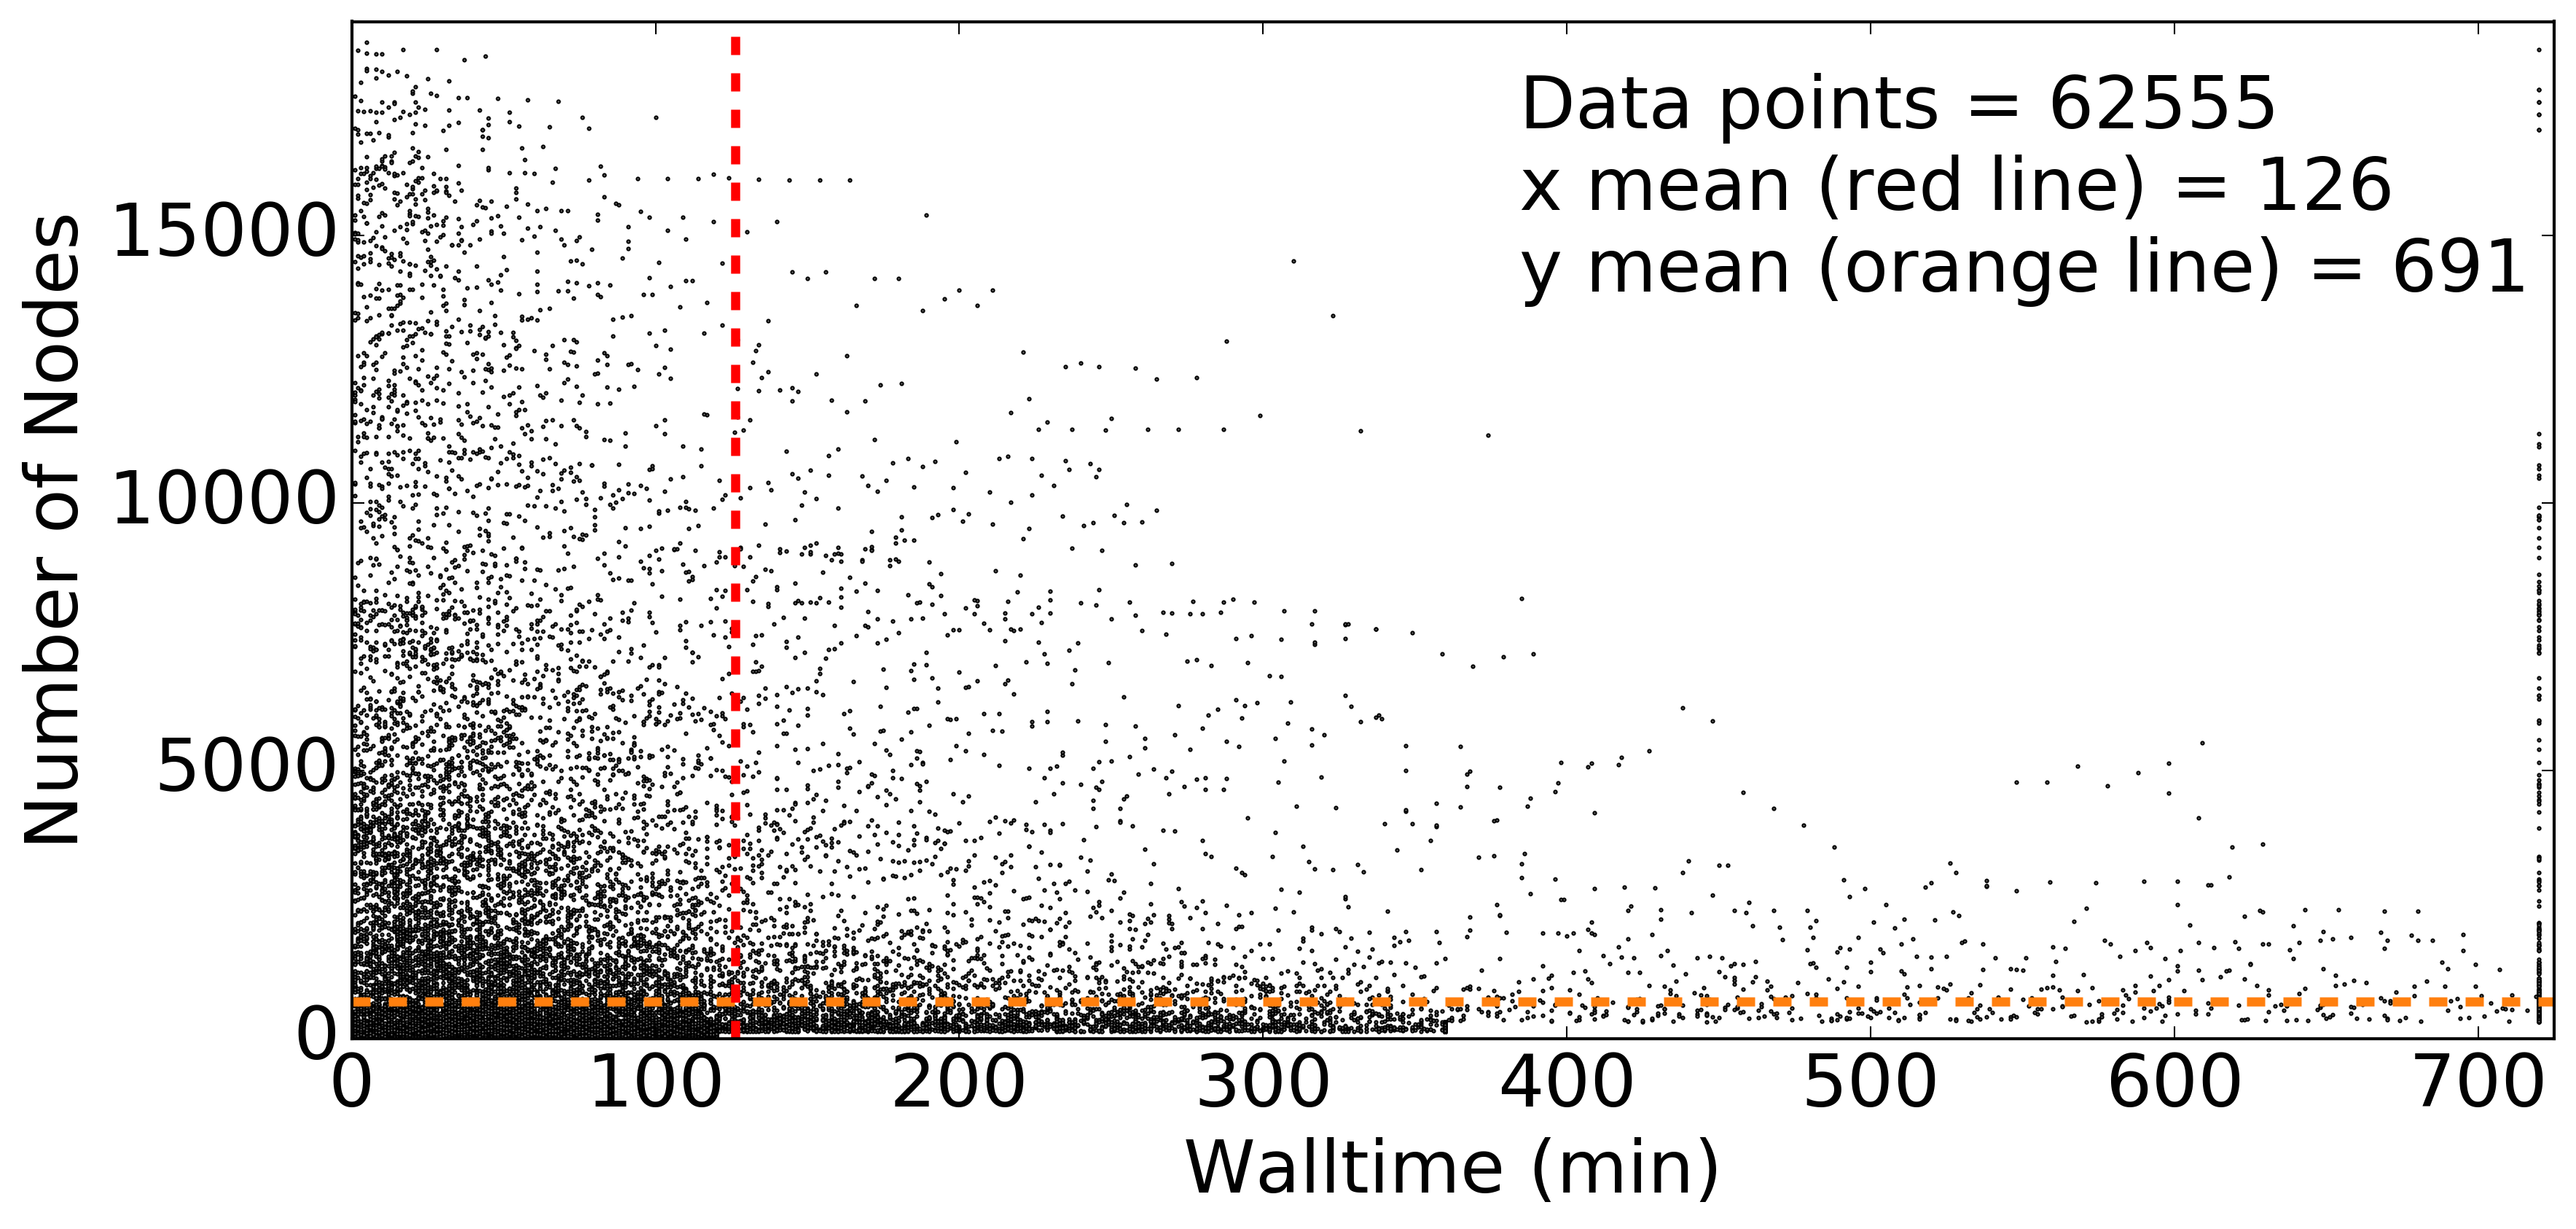 Data points = 62555
x mean (red line) = 126
y mean (orange line) = 691
Number of Nodes
15000
10000
5000
0
0 100 200 300 400 500 600 700
Walltime (min)